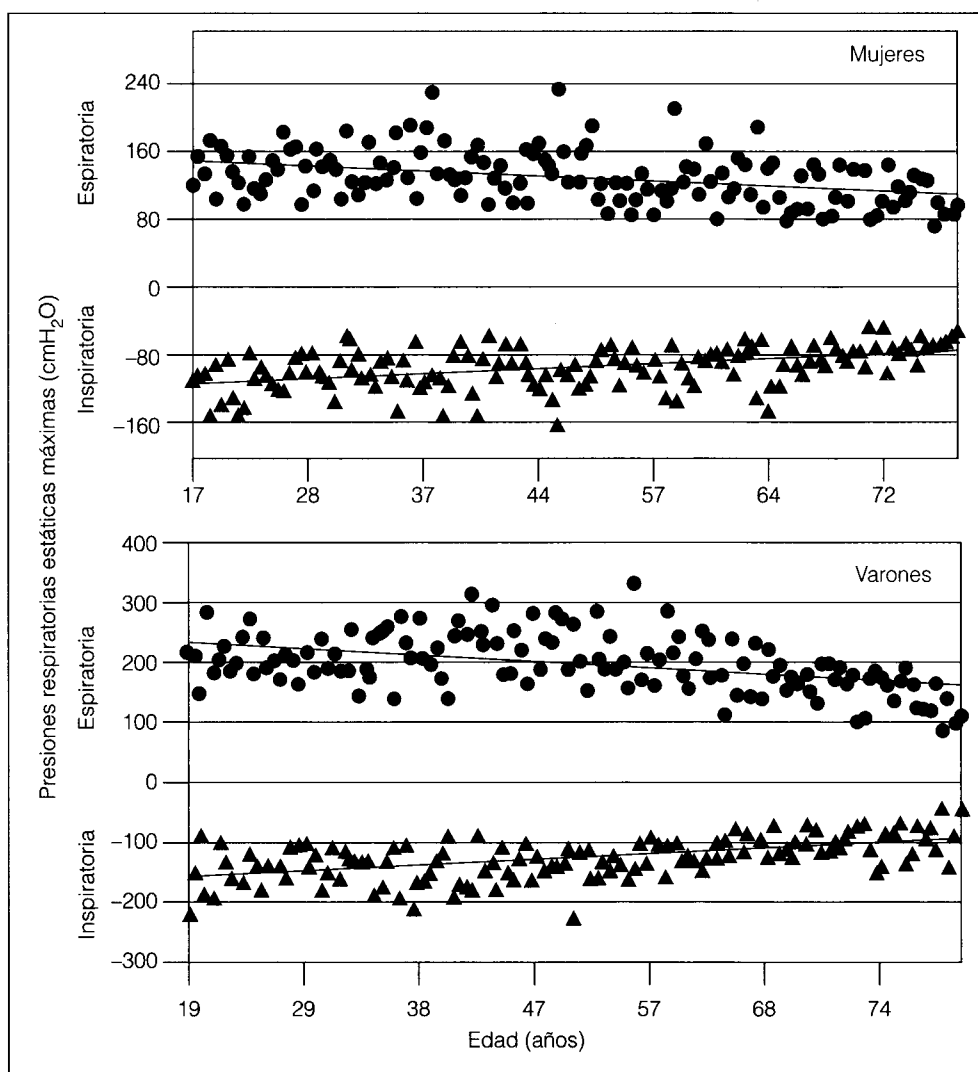 Mujeres
240
160
80
0
−80
−160
Espiratoria
Inspiratoria
17 28 37 44 57 64 72
Presiones respiratorias estáticas máximas (cmH₂O)
Varones
400
300
200
100
0
−100
−200
−300
Espiratoria
Inspiratoria
19 29 38 47 57 68 74
Edad (años)